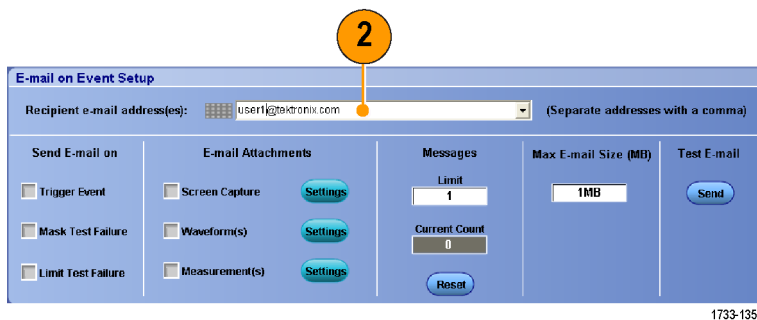 2
E-mail on Event Setup
Recipient e-mail address(es): user1@tektronix.com (Separate addresses with a comma)
Send E-mail on E-mail Attachments Messages Max E-mail Size (MB) Test E-mail
Limit
Trigger Event Screen Capture Settings 1 1MB Send
Mask Test Failure Waveform(s) Settings Current Count
0
Limit Test Failure Measurement(s) Settings Reset
1733-135